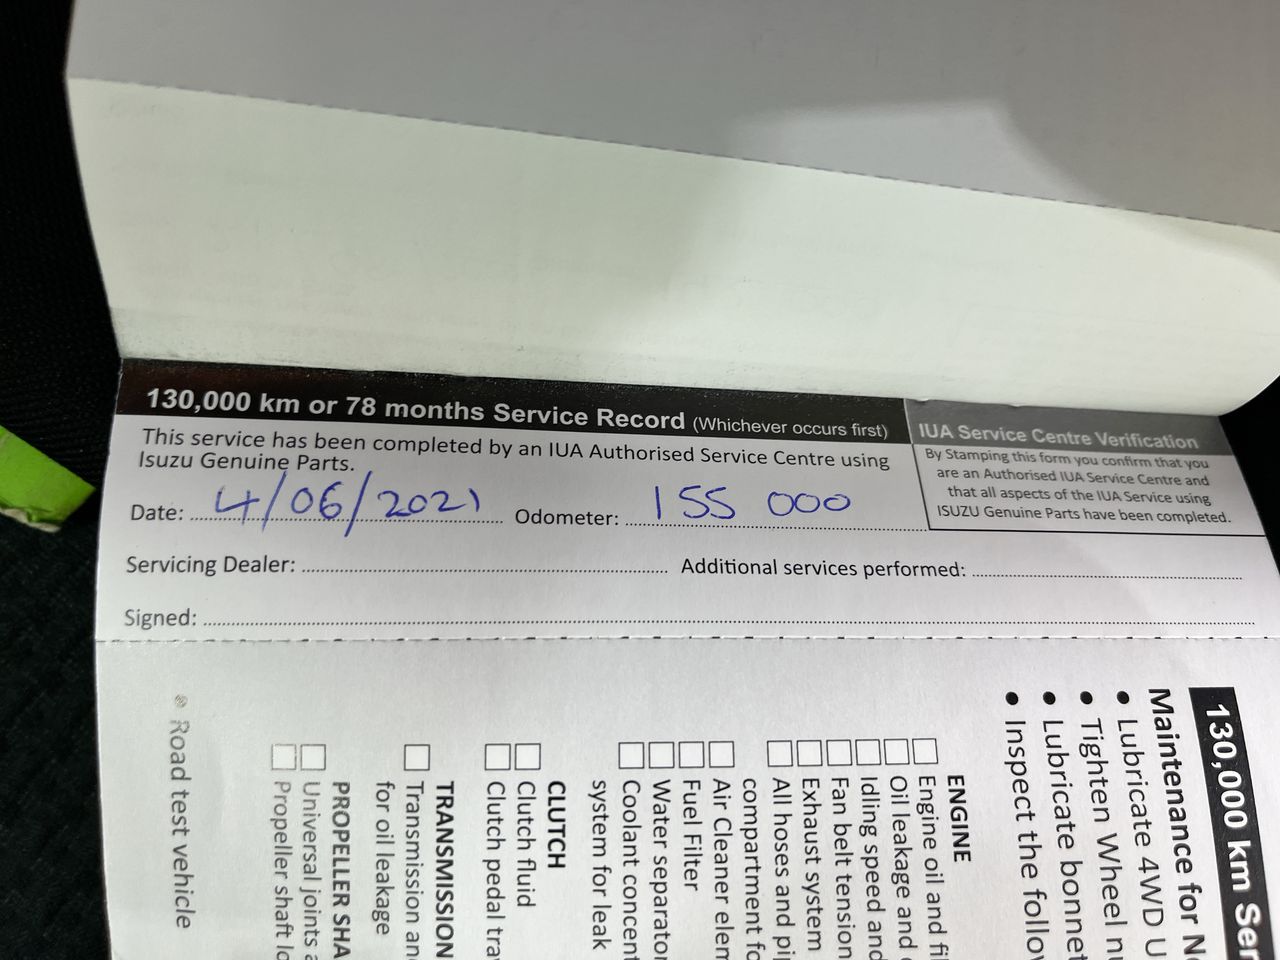 130,000 km or 78 months Service Record (Whichever occurs first)
This service has been completed by an IUA Authorised Service Centre using
Isuzu Genuine Parts.
Date: 4/06/2021 Odometer: 155 000
Servicing Dealer:
Additional services performed:
Signed:
IUA Service Centre Verification
By Stamping this form you confirm that you
are an Authorised IUA Service Centre and
that all aspects of the IUA Service using
ISUZU Genuine Parts have been completed.
130,000 km Ser
Maintenance for N
• Lubricate 4WD U
• Tighten Wheel nu
• Lubricate bonnet
• Inspect the follow
ENGINE
Engine oil and fil
Oil leakage and
Idling speed and
Fan belt tension
Exhaust system
All hoses and pi
compartment fo
Air Cleaner elem
Fuel Filter
Water separator
Coolant concent
system for leak
CLUTCH
Clutch fluid
Clutch pedal tra
TRANSMISSION
Transmission an
for oil leakage
PROPELLER SHA
Universal joints
Propeller shaft lo
• Road test vehicle